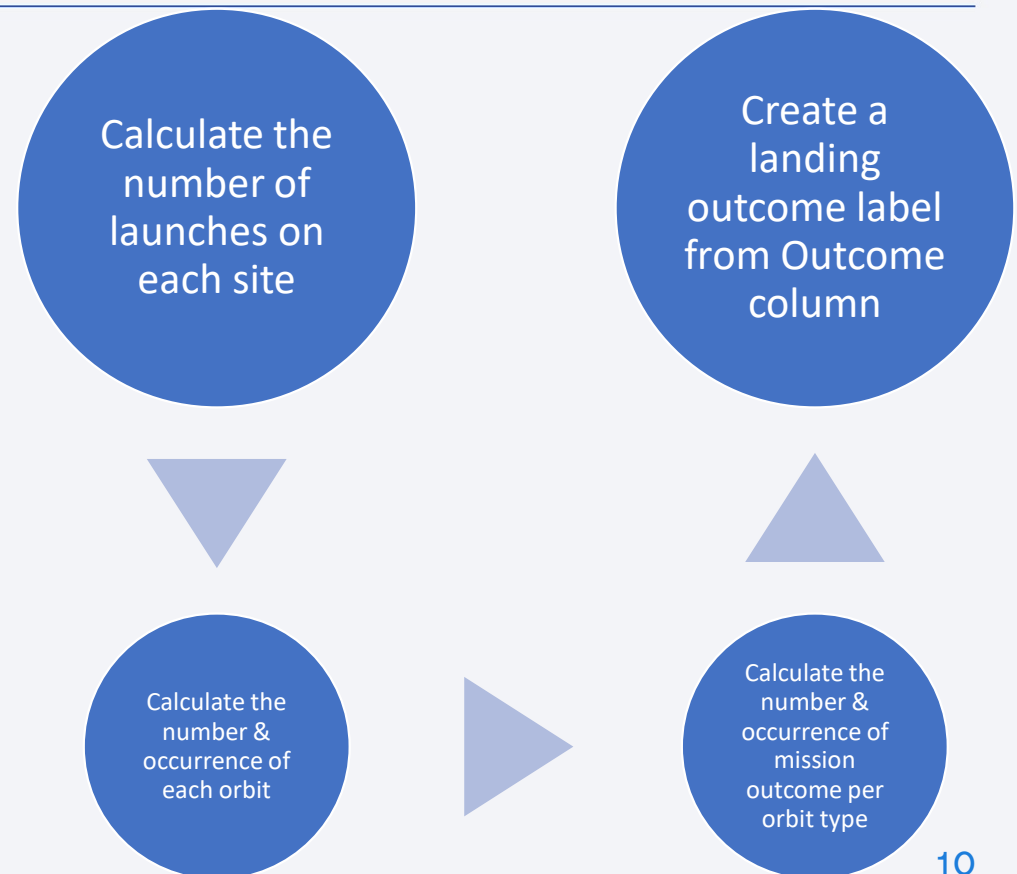 Calculate the
number of
launches on
each site
Calculate the
number &
occurrence of
each orbit
Calculate the
number &
occurrence of
mission
outcome per
orbit type
Create a
landing
outcome label
from Outcome
column
10